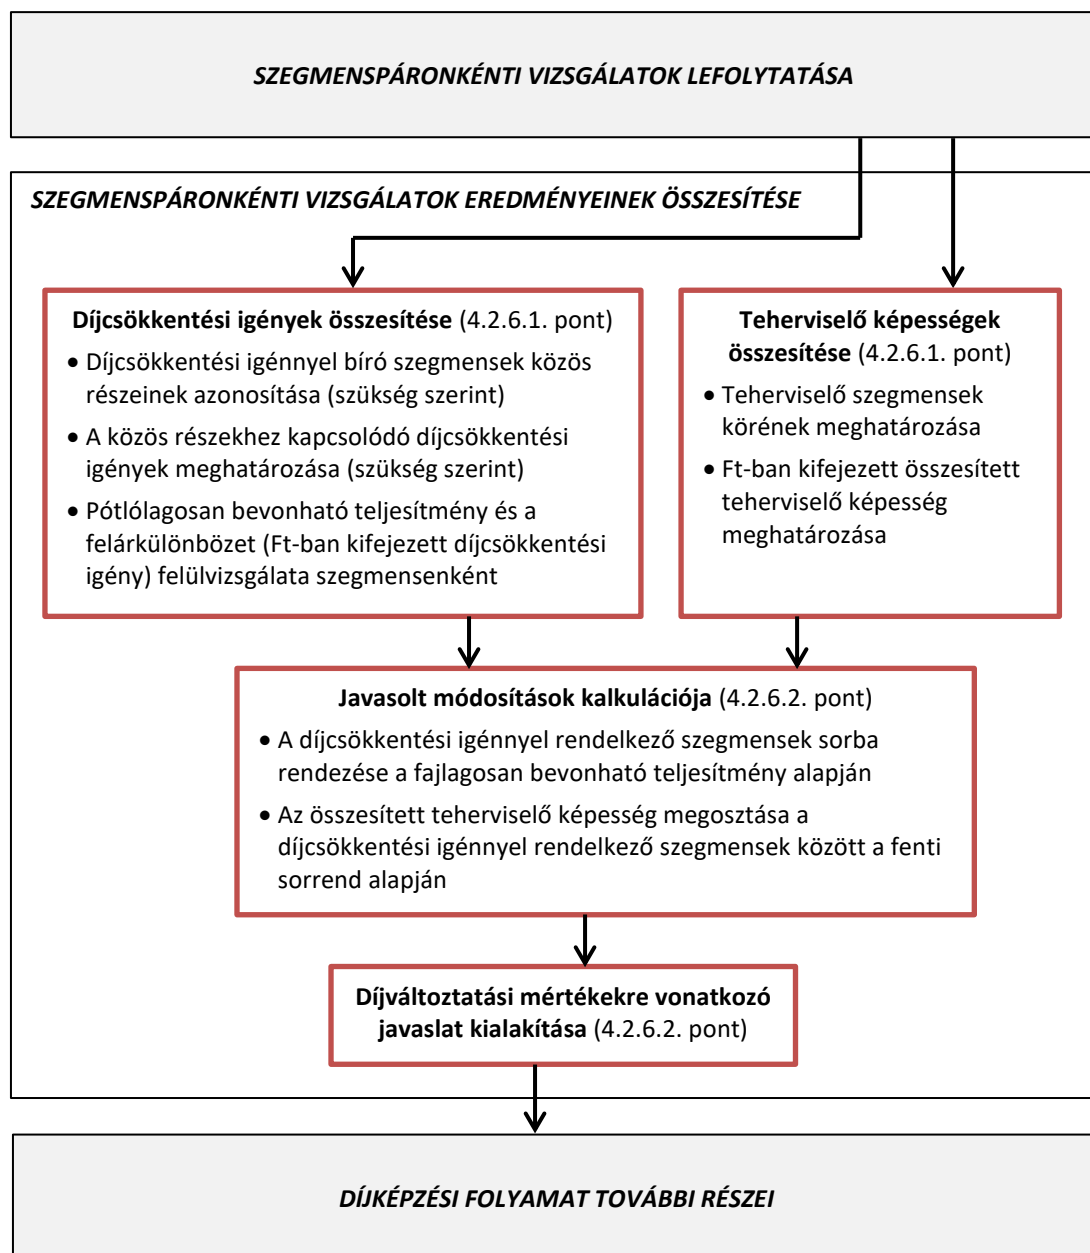 SZEGMENSPÁRONKÉNTI VIZSGÁLATOK LEFOLYTATÁSA
SZEGMENSPÁRONKÉNTI VIZSGÁLATOK EREDMÉNYEINEK ÖSSZESÍTÉSE
Díjcsökkentési igények összesítése (4.2.6.1. pont)
• Díjcsökkentési igénnyel bíró szegmensek közös
részeinek azonosítása (szükség szerint)
• A közös részekhez kapcsolódó díjcsökkentési
igények meghatározása (szükség szerint)
• Pótlólagosan bevonható teljesítmény és a
felárkülönbözet (Ft-ban kifejezett díjcsökkentési
igény) felülvizsgálata szegmensenként
Teherviselő képességek
összesítése (4.2.6.1. pont)
• Teherviselő szegmensek
körének meghatározása
• Ft-ban kifejezett összesített
teherviselő képesség
meghatározása
Javasolt módosítások kalkulációja (4.2.6.2. pont)
• A díjcsökkentési igénnyel rendelkező szegmensek sorba
rendezése a fajlagosan bevonható teljesítmény alapján
• Az összesített teherviselő képesség megosztása a
díjcsökkentési igénnyel rendelkező szegmensek között a fenti
sorrend alapján
Díjváltoztatási mértékekre vonatkozó
javaslat kialakítása (4.2.6.2. pont)
DÍJKÉPZÉSI FOLYAMAT TOVÁBBI RÉSZEI